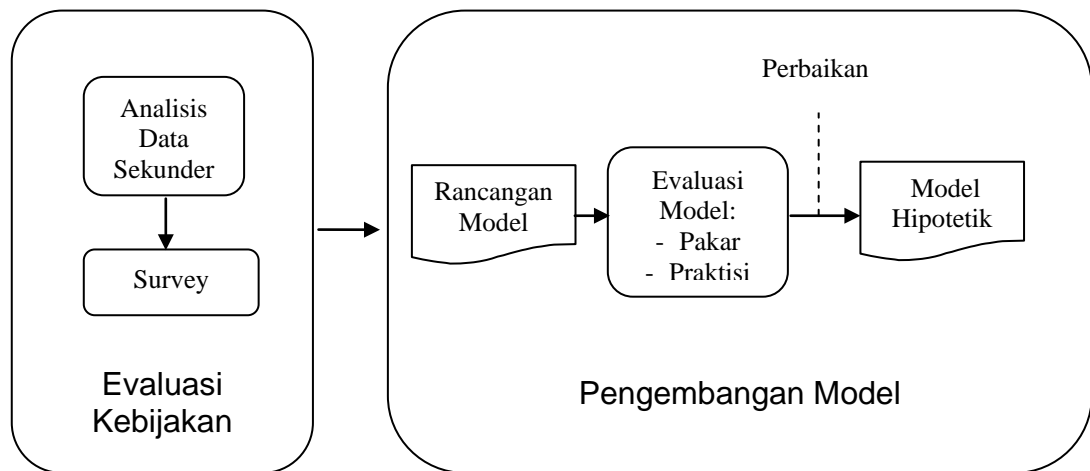 Analisis
Data
Sekunder
Survey
Evaluasi
Kebijakan
Perbaikan
Rancangan
Model
Evaluasi
Model:
- Pakar
- Praktisi
Model
Hipotetik
Pengembangan Model